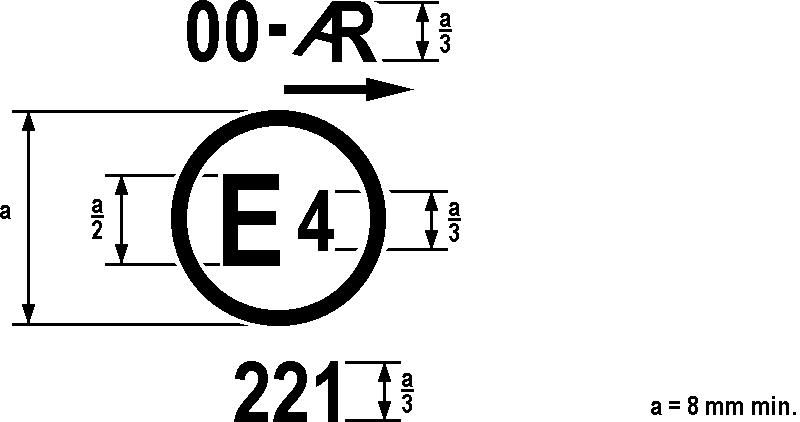 00-AR a/3
a a/2 E 4 a/3
221 a/3
a = 8 mm min.